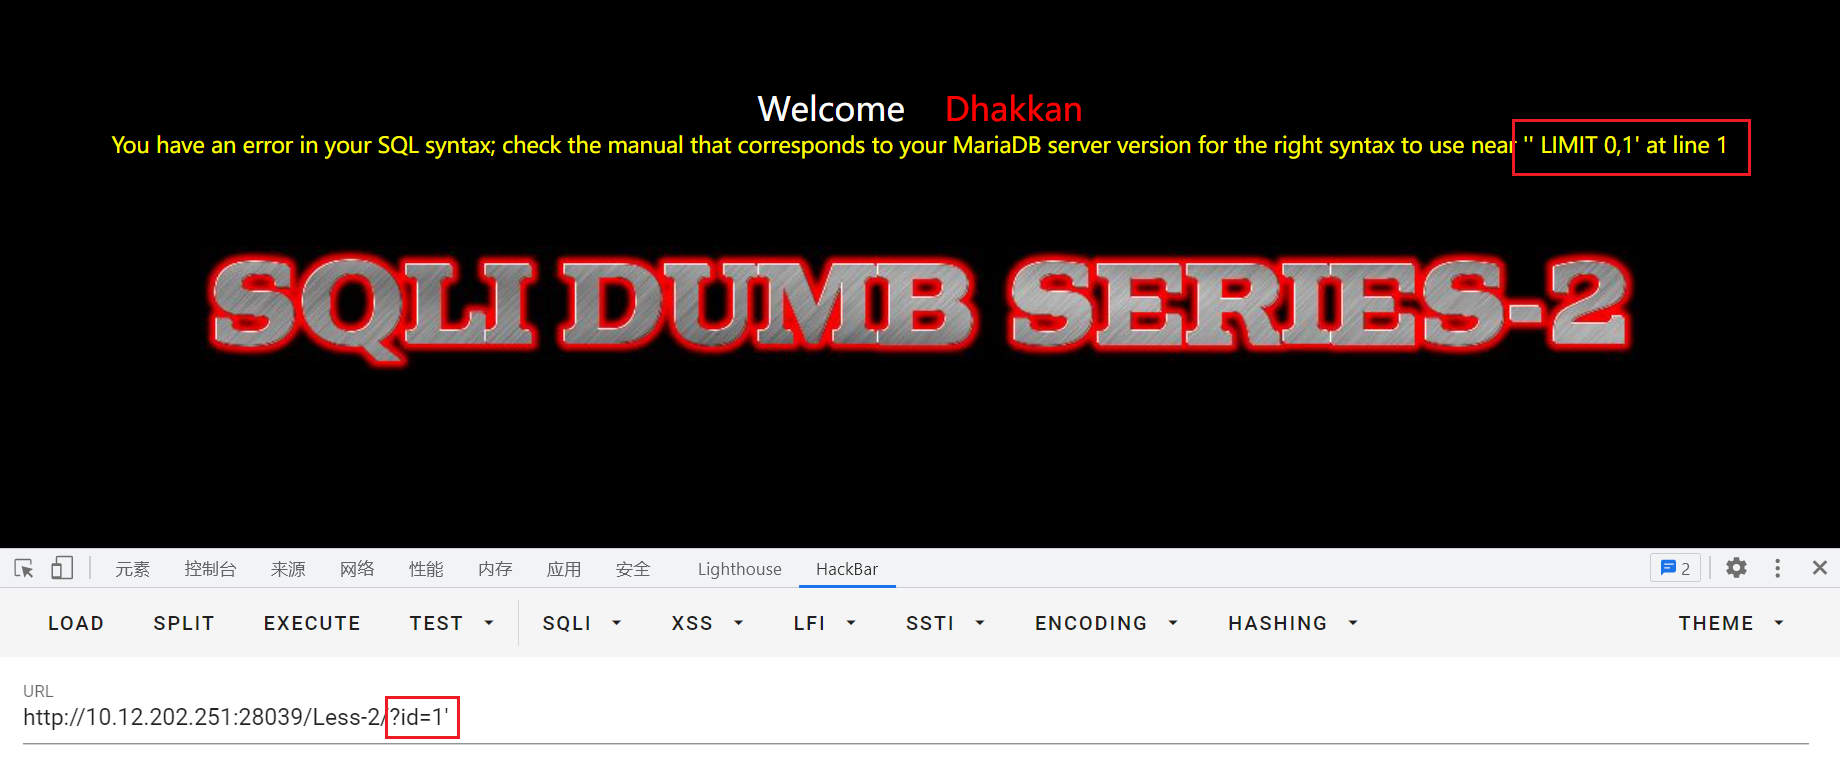 Welcome Dhakkan
You have an error in your SQL syntax; check the manual that corresponds to your MariaDB server version for the right syntax to use near '' LIMIT 0,1' at line 1
SQLI DUMB SERIES-2
元素 控制台 来源 网络 性能 内存 应用 安全 Lighthouse HackBar 2
LOAD SPLIT EXECUTE TEST SQLI XSS LFI SSTI ENCODING HASHING THEME
URL
http://10.12.202.251:28039/Less-2/?id=1'